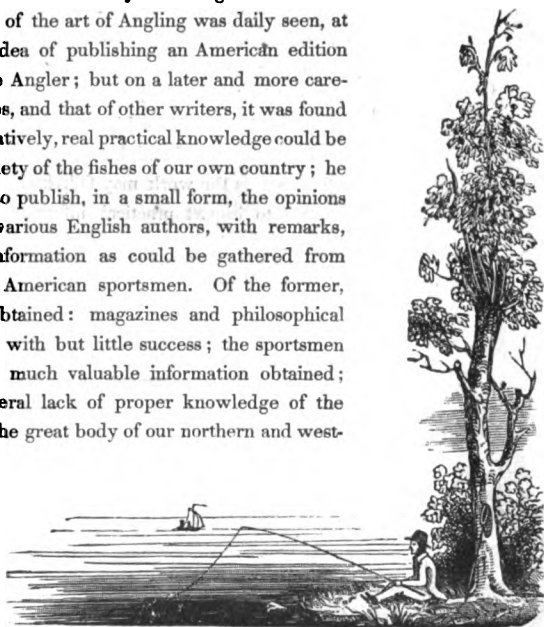 of the art of Angling was daily seen, at
dea of publishing an American edition
Angler; but on a later and more care-
s, and that of other writers, it was found
atively, real practical knowledge could be
ety of the fishes of our own country; he
o publish, in a small form, the opinions
arious English authors, with remarks,
formation as could be gathered from
American sportsmen. Of the former,
btained: magazines and philosophical
with but little success; the sportsmen
much valuable information obtained;
eral lack of proper knowledge of the
he great body of our northern and west-